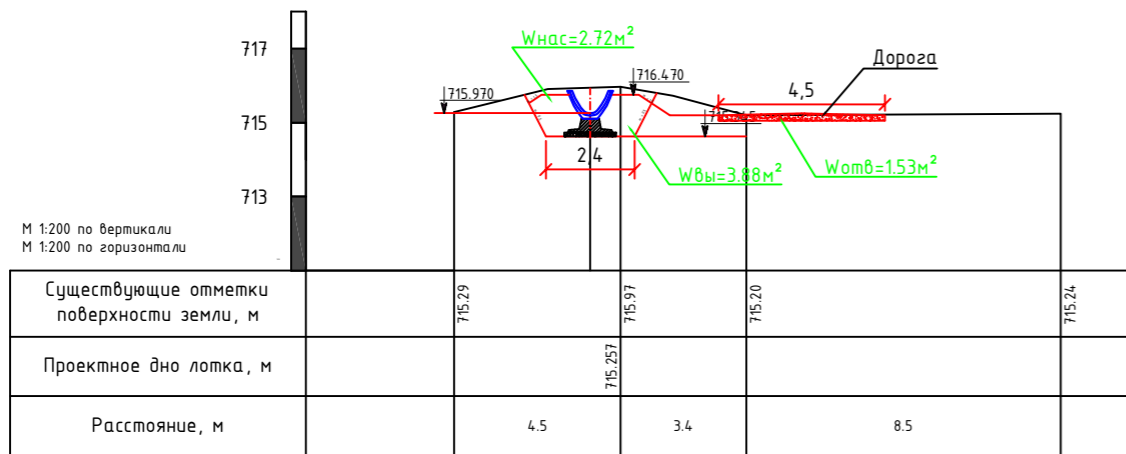 717
715
713
М 1:200 по вертикали
М 1:200 по горизонтали
Wнас=2.72м²
715.970
716.470
4,5
Дорога
2,4
Wвы=3.88м²
Wотв=1.53м²
Существующие отметки
поверхности земли, м
715.29
715.97
715.20
715.24
Проектное дно лотка, м
715.257
Расстояние, м
4.5
3.4
8.5